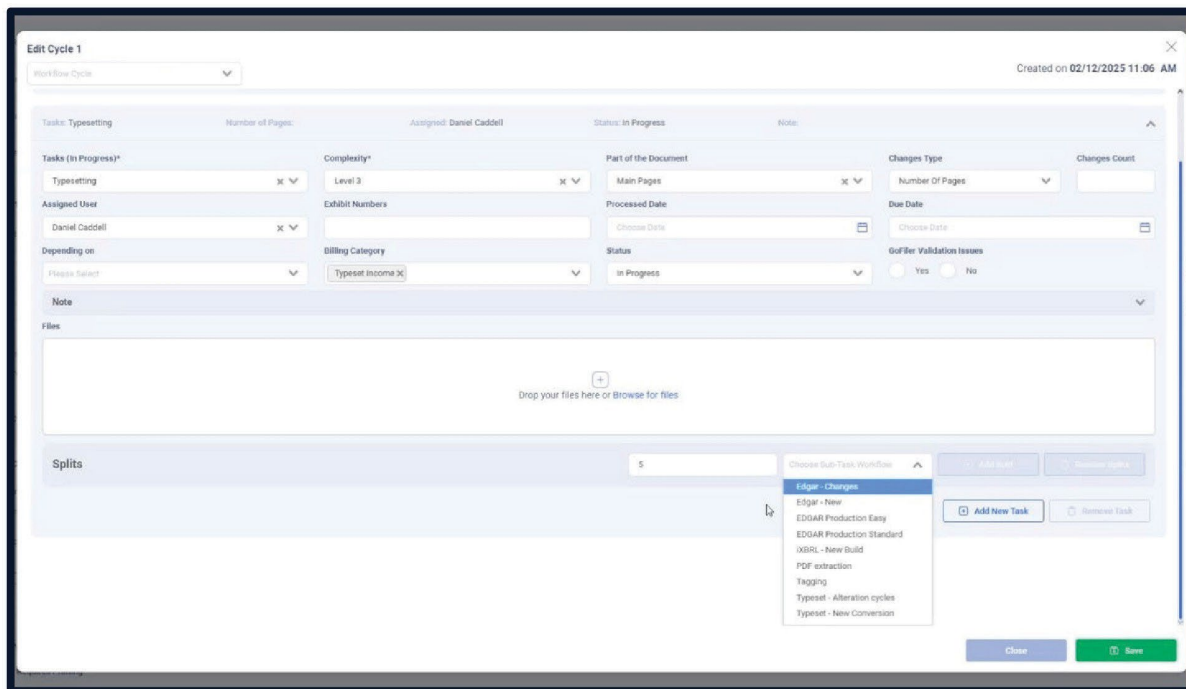 Edit Cycle 1
Workflow Cycle
Created on 02/12/2025 11:06 AM
Tasks: Typesetting Number of Pages: Assigned: Daniel Caddell Status: In Progress Note:
Tasks (In Progress)* Complexity* Part of the Document Changes Type Changes Count
Typesetting Level 3 Main Pages Number Of Pages
Assigned User Exhibit Numbers Processed Date Due Date
Daniel Caddell Choose Date Choose Date
Depending on Billing Category Status GoFiler Validation Issues
Please Select Typeset Income In Progress Yes No
Note
Files
Drop your files here or Browse for files
Splits 5 Choose Sub-Task Workflow Add Split Remove Splits
Edgar - Changes
Edgar - New
EDGAR Production Easy
Add New Task Remove Task
EDGAR Production Standard
iXBRL - New Build
PDF extraction
Tagging
Typeset - Alteration cycles
Typeset - New Conversion
Close Save